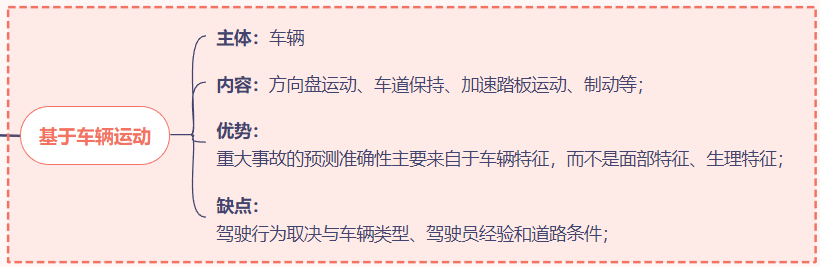 基于车辆运动
主体：车辆
内容：方向盘运动、车道保持、加速踏板运动、制动等；
优势：
重大事故的预测准确性主要来自于车辆特征，而不是面部特征、生理特征；
缺点：
驾驶行为取决与车辆类型、驾驶员经验和道路条件；